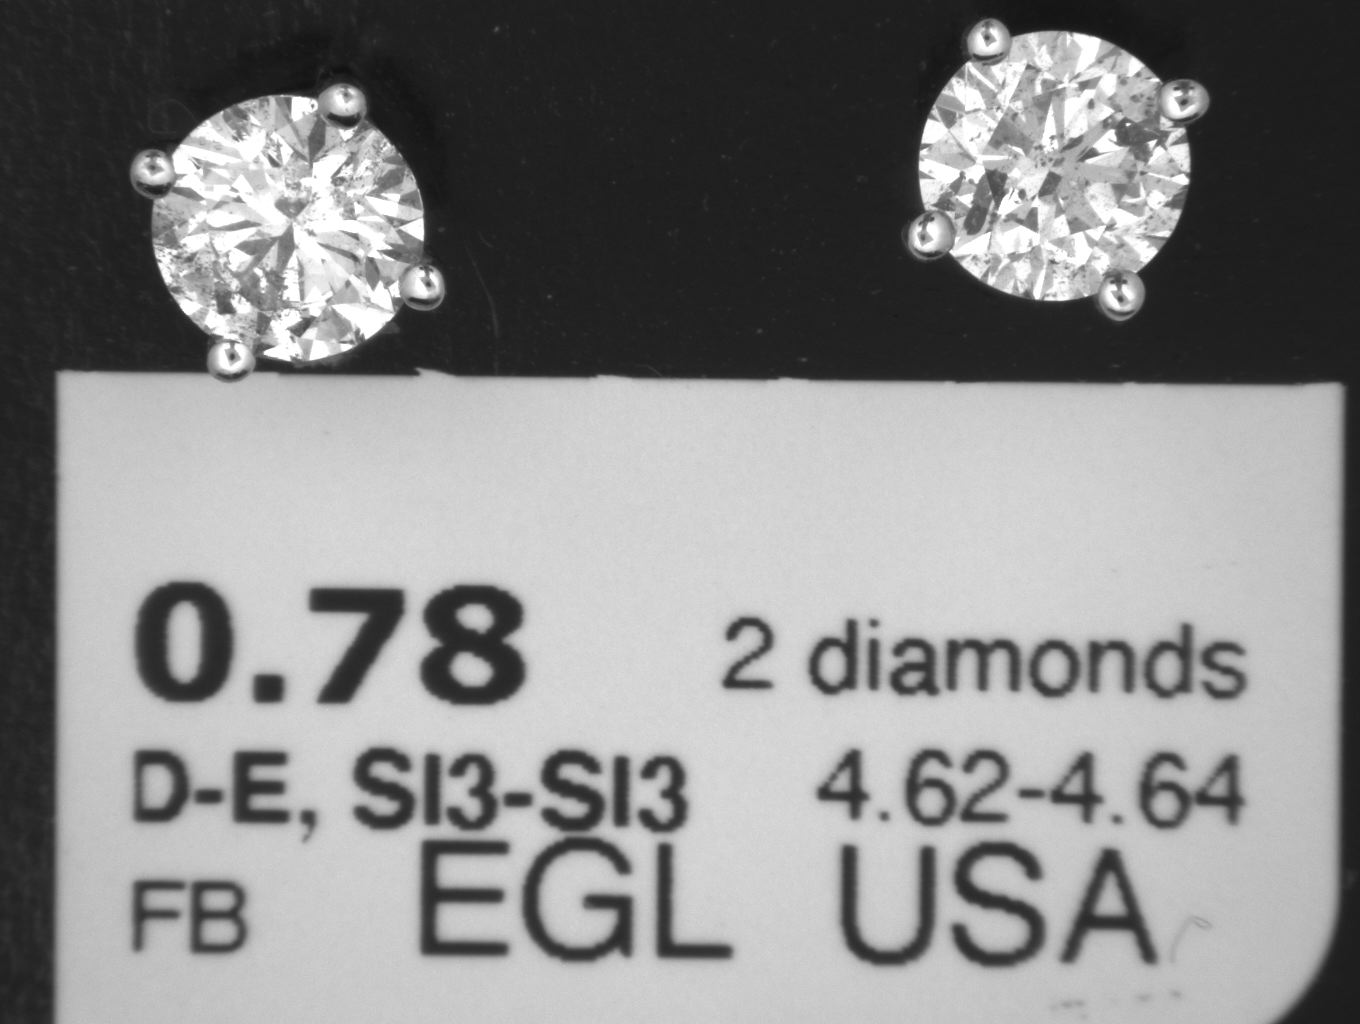 0.78 2 diamonds
D-E, SI3-SI3 4.62-4.64
FB EGL USA